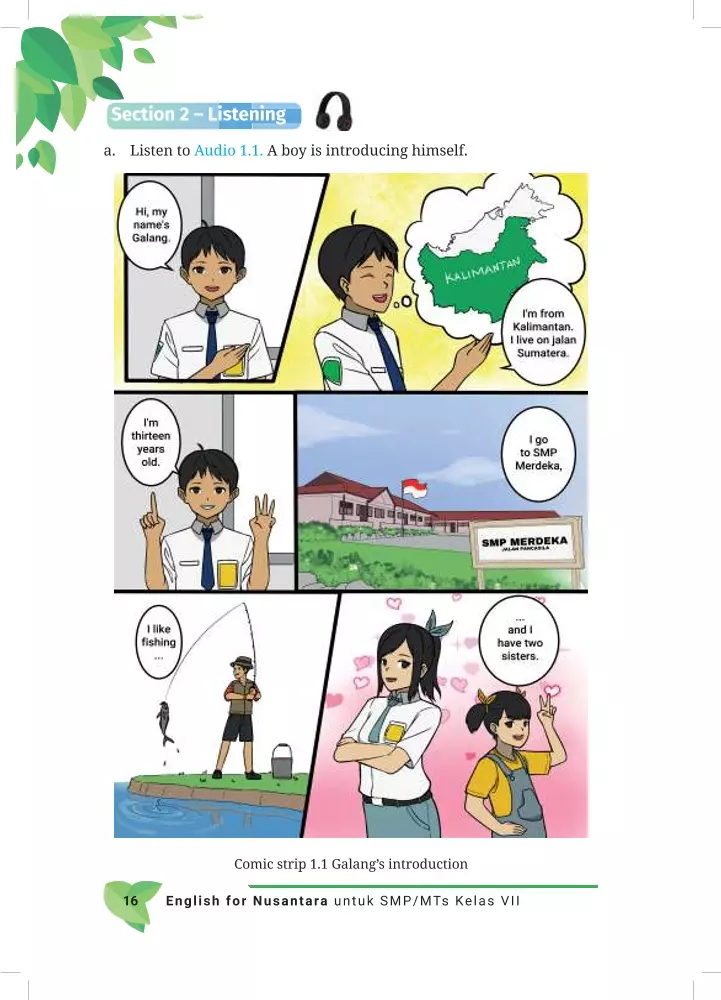 Section 2 – Listening
a. Listen to Audio 1.1. A boy is introducing himself.
Hi, my
name's
Galang.
KALIMANTAN
I'm from
Kalimantan.
I live on jalan
Sumatera.
I'm
thirteen
years
old.
I go
to SMP
Merdeka,
SMP MERDEKA
JALAN PANCASILA
I like
fishing
...
...
and I
have two
sisters.
Comic strip 1.1 Galang’s introduction
16 English for Nusantara untuk SMP/MTs Kelas VII